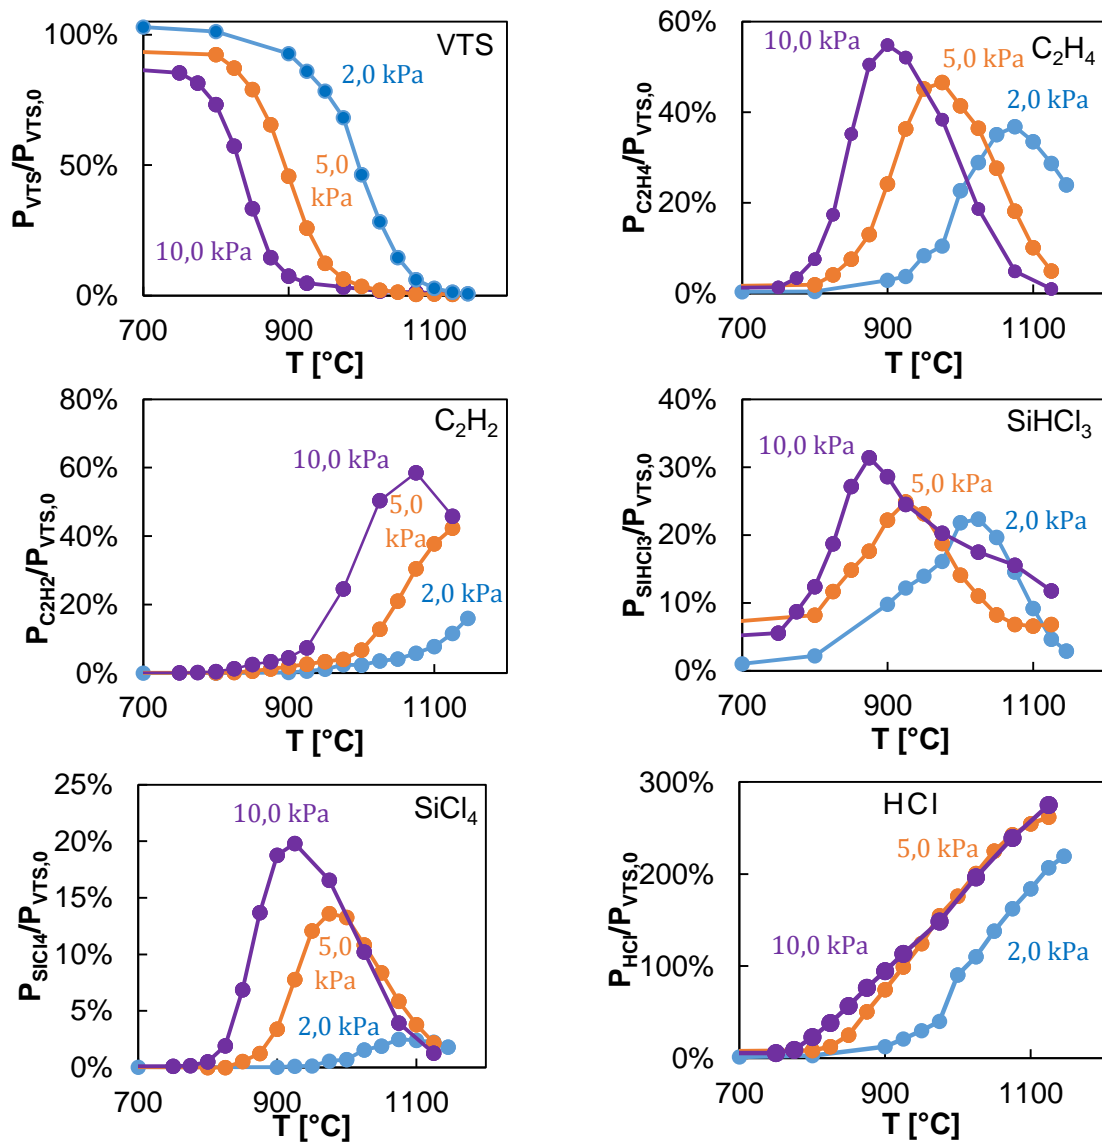 100%
50%
0%
VTS
2,0 kPa
5,0
kPa
10,0 kPa
P_VTS/P_VTS,0
700
900
1100
T [°C]
60%
40%
20%
0%
10,0 kPa
C₂H₄
5,0 kPa
2,0 kPa
P_C2H4/P_VTS,0
700
900
1100
T [°C]
80%
60%
40%
20%
0%
C₂H₂
10,0 kPa
5,0
kPa
2,0 kPa
P_C2H2/P_VTS,0
700
900
1100
T [°C]
40%
30%
20%
10%
0%
SiHCl₃
10,0 kPa
5,0 kPa
2,0 kPa
P_SiHCl3/P_VTS,0
700
900
1100
T [°C]
25%
20%
15%
10%
5%
0%
SiCl₄
10,0 kPa
5,0
kPa
2,0 kPa
P_SiCl4/P_VTS,0
700
900
1100
T [°C]
300%
200%
100%
0%
HCl
5,0 kPa
10,0 kPa
2,0 kPa
P_HCl/P_VTS,0
700
900
1100
T [°C]